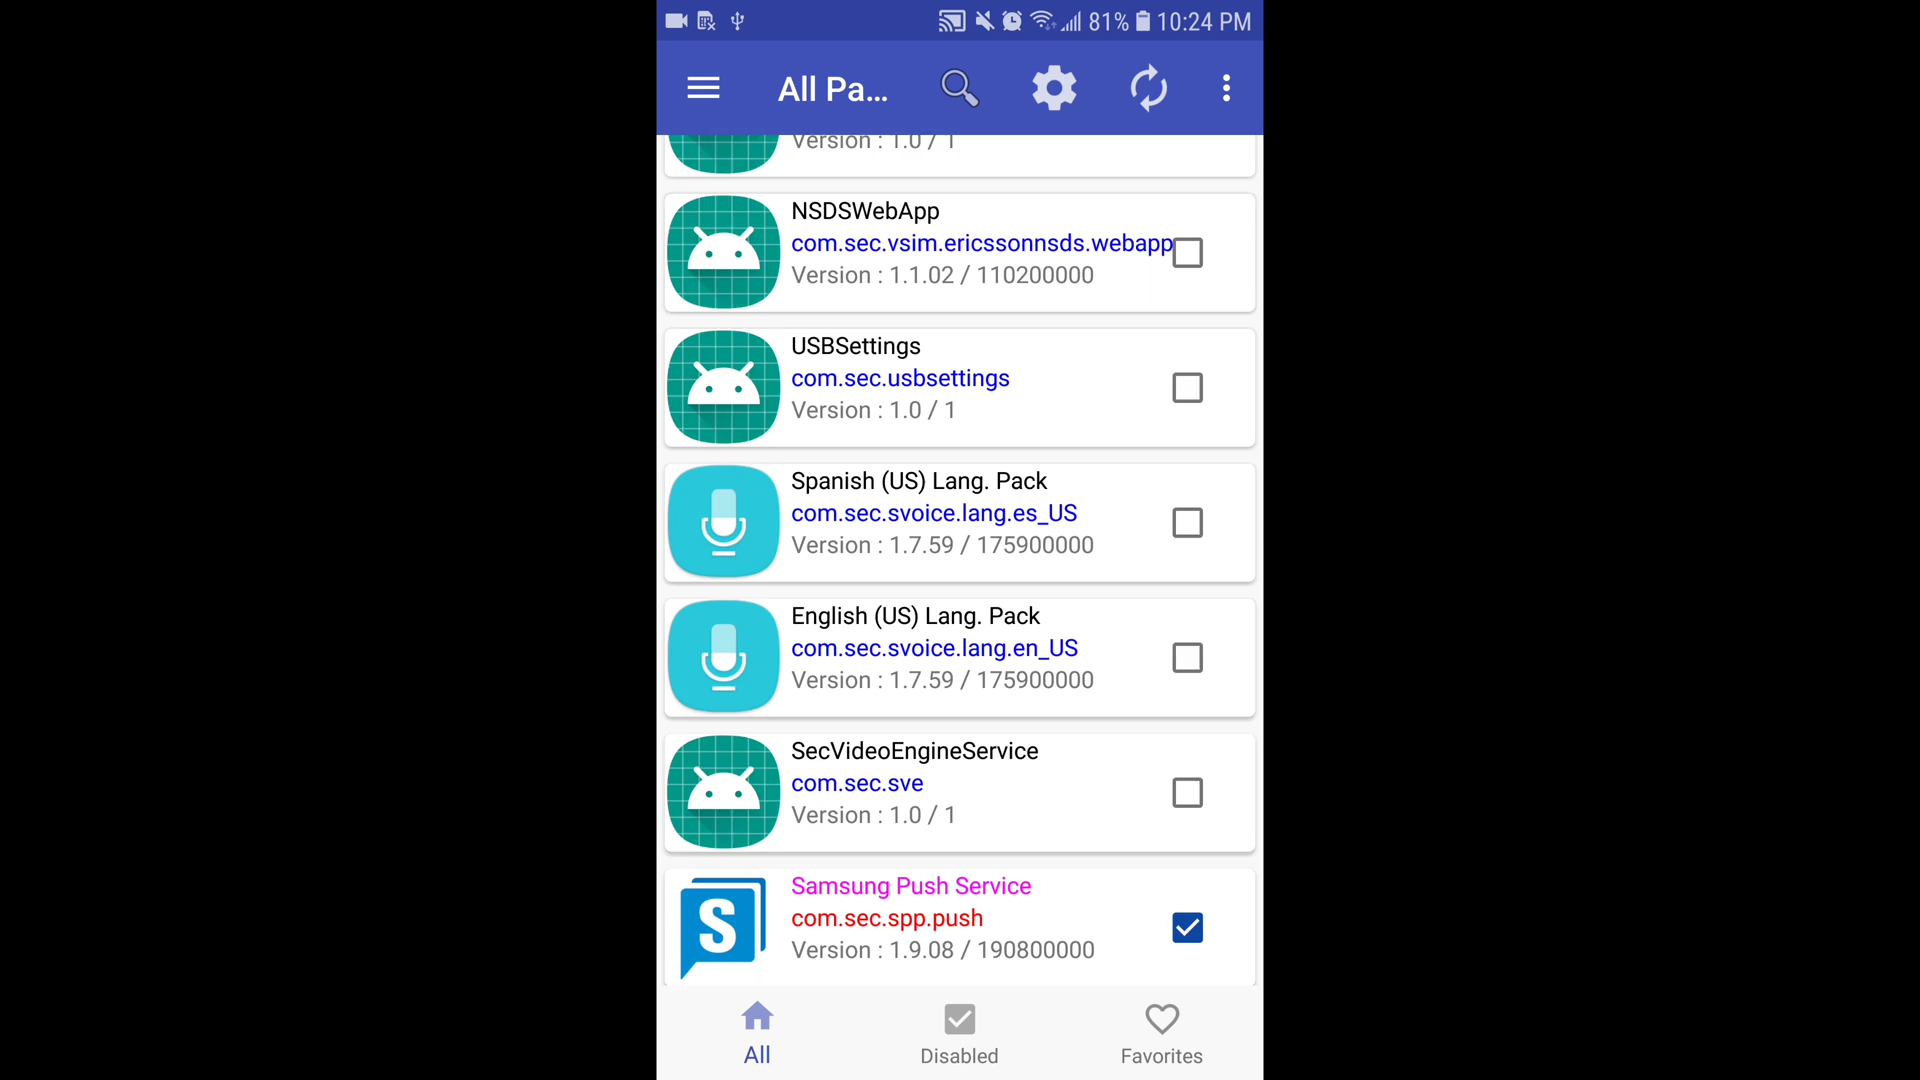 81% 10:24 PM
All Pa...
Version : 1.0 / 1
NSDSWebApp
com.sec.vsim.ericssonnsds.webapp
Version : 1.1.02 / 110200000
USBSettings
com.sec.usbsettings
Version : 1.0 / 1
Spanish (US) Lang. Pack
com.sec.svoice.lang.es_US
Version : 1.7.59 / 175900000
English (US) Lang. Pack
com.sec.svoice.lang.en_US
Version : 1.7.59 / 175900000
SecVideoEngineService
com.sec.sve
Version : 1.0 / 1
S
Samsung Push Service
com.sec.spp.push
Version : 1.9.08 / 190800000
All
Disabled
Favorites